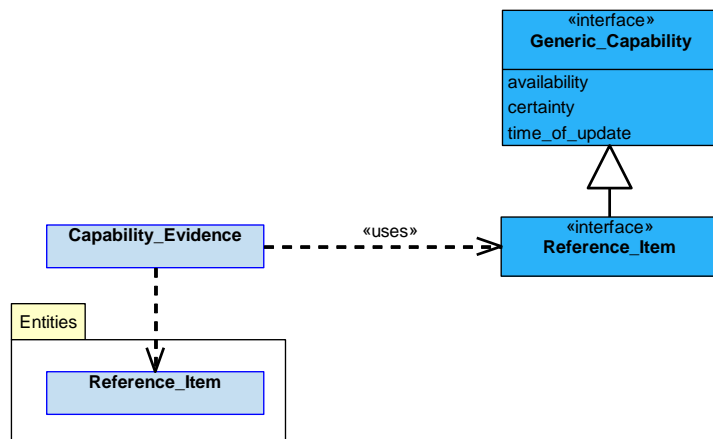 «interface»
Generic_Capability
availability
certainty
time_of_update
Capability_Evidence
«uses»
«interface»
Reference_Item
Entities
Reference_Item